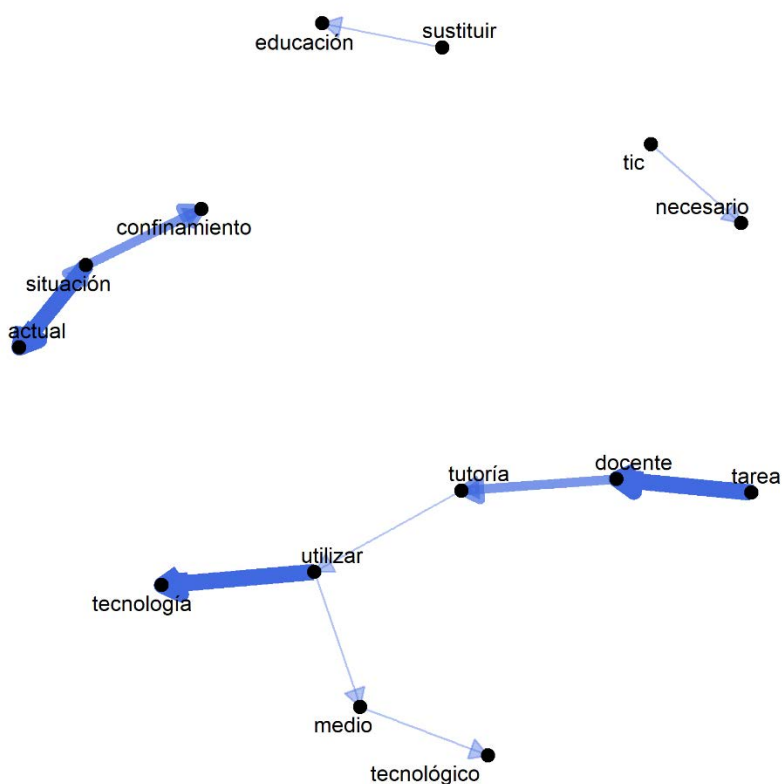 sustituir
educación
tic
necesario
confinamiento
situación
actual
docente
tutoría
tarea
utilizar
tecnología
medio
tecnológico